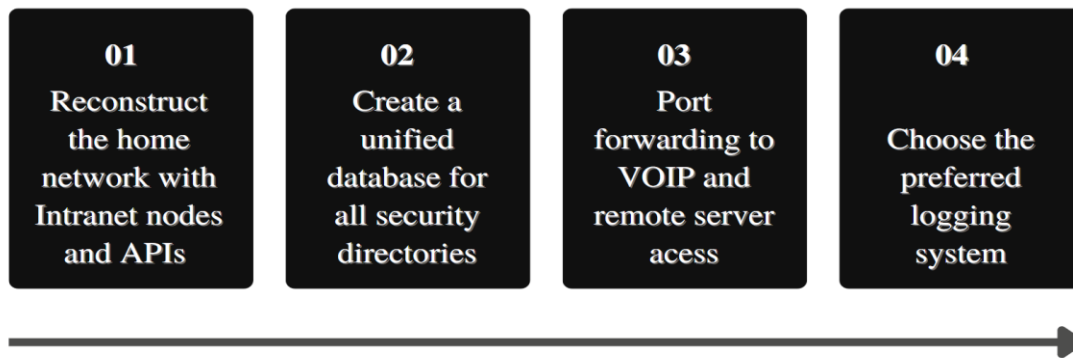 01
Reconstruct
the home
network with
Intranet nodes
and APIs
02
Create a
unified
database for
all security
directories
03
Port
forwarding to
VOIP and
remote server
acess
04
Choose the
preferred
logging
system